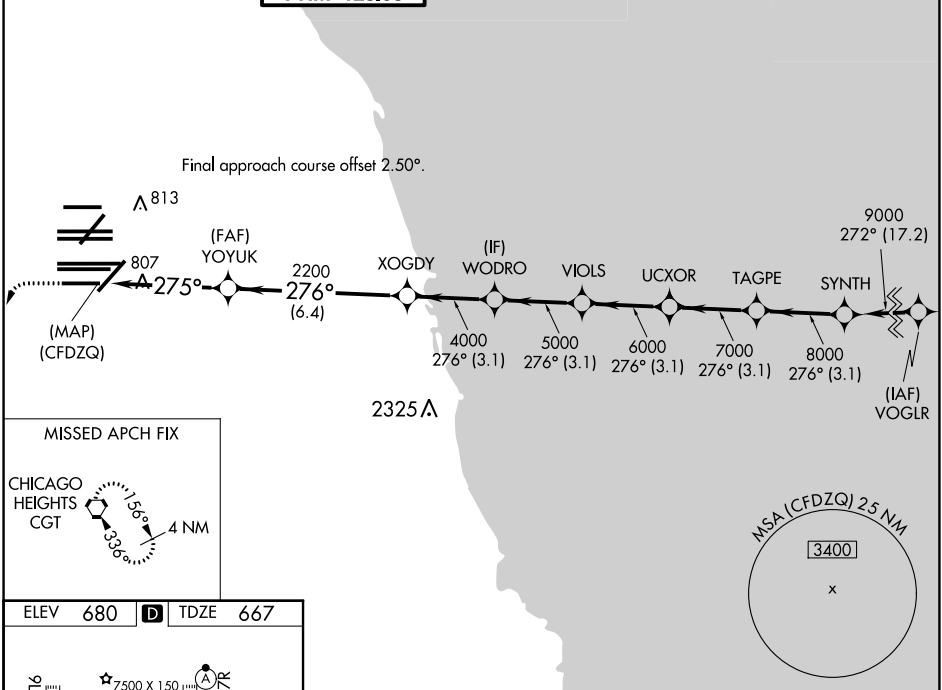 Final approach course offset 2.50°.
813
(FAF)
YOYUK
807
275°
2200
276°
(6.4)
XOGDY
(IF)
WODRO
VIOLS
UCXOR
TAGPE
SYNTH
9000
272° (17.2)
(MAP)
(CFDZQ)
4000
276° (3.1)
5000
276° (3.1)
6000
276° (3.1)
7000
276° (3.1)
8000
276° (3.1)
(IAF)
VOGLR
2325
MISSED APCH FIX
CHICAGO
HEIGHTS
CGT
156°
336°
4 NM
MSA (CFDZQ) 25 NM
3400
x
ELEV 680 D TDZE 667
7500 X 150
A